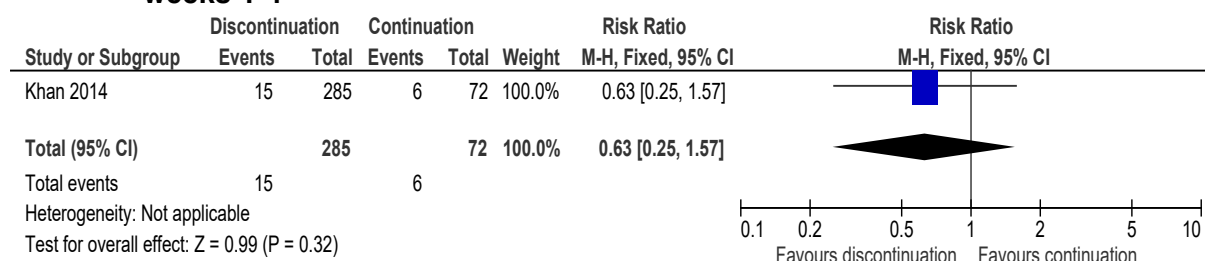 Discontinuation Continuation Risk Ratio Risk Ratio
Study or Subgroup Events Total Events Total Weight M-H, Fixed, 95% CI M-H, Fixed, 95% CI
Khan 2014 15 285 6 72 100.0% 0.63 [0.25, 1.57]
Total (95% CI) 285 72 100.0% 0.63 [0.25, 1.57]
Total events 15 6
Heterogeneity: Not applicable
Test for overall effect: Z = 0.99 (P = 0.32)
0.1 0.2 0.5 1 2 5 10
Favours discontinuation Favours continuation